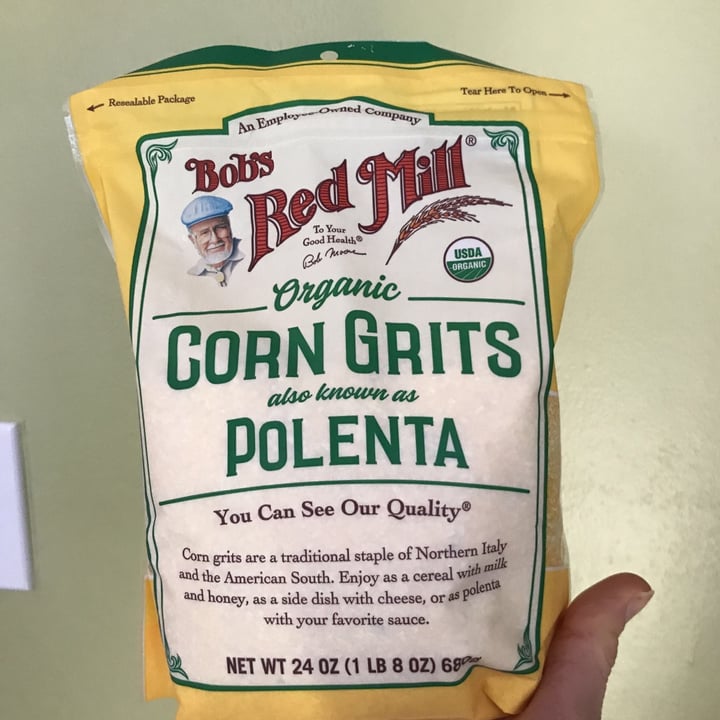 Resealable Package
Tear Here To Open
An Employee-Owned Company
Bob's
Red Mill®
To Your
Good Health®
Bob Moore
USDA
ORGANIC
Organic
CORN GRITS
also known as
POLENTA
You Can See Our Quality®
Corn grits are a traditional staple of Northern Italy
and the American South. Enjoy as a cereal with milk
and honey, as a side dish with cheese, or as polenta
with your favorite sauce.
NET WT 24 OZ (1 LB 8 OZ)